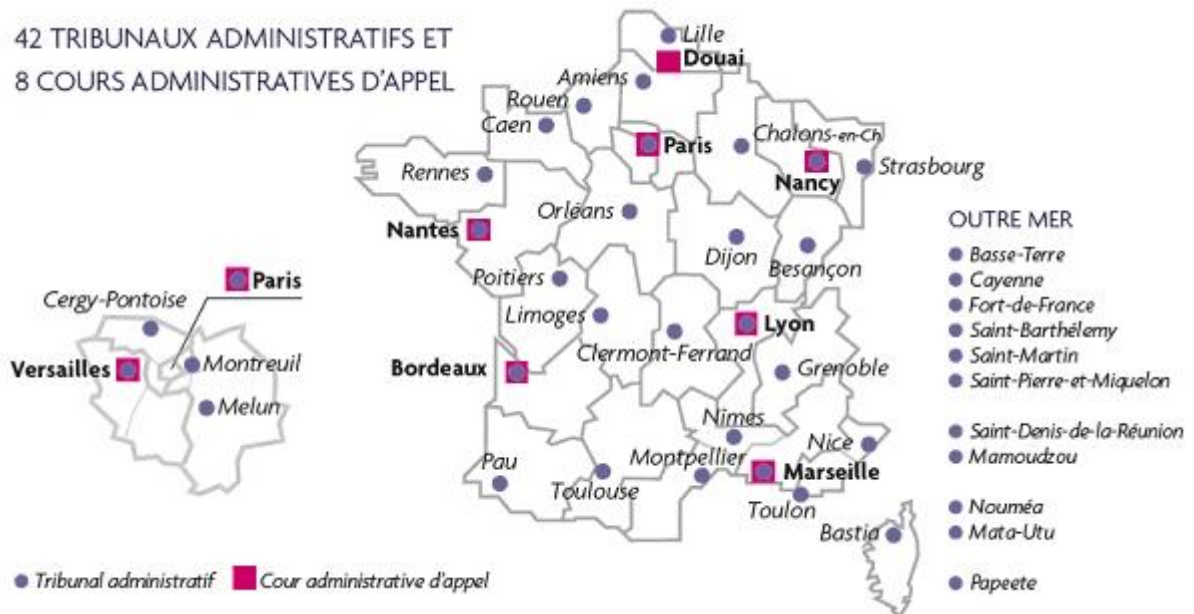 42 TRIBUNAUX ADMINISTRATIFS ET
8 COURS ADMINISTRATIVES D'APPEL
Lille
Douai
Amiens
Rouen
Caen
Paris
Chalons-en-Ch
Nancy
Strasbourg
Rennes
Nantes
Orléans
Dijon
Besançon
Poitiers
Limoges
Clermont-Ferrand
Lyon
Bordeaux
Grenoble
Nîmes
Nice
Montpellier
Marseille
Pau
Toulouse
Toulon
Bastia
Paris
Cergy-Pontoise
Versailles
Montreuil
Melun
OUTRE MER
Basse-Terre
Cayenne
Fort-de-France
Saint-Barthélemy
Saint-Martin
Saint-Pierre-et-Miquelon
Saint-Denis-de-la-Réunion
Mamoudzou
Nouméa
Mata-Utu
Papeete
Tribunal administratif
Cour administrative d'appel